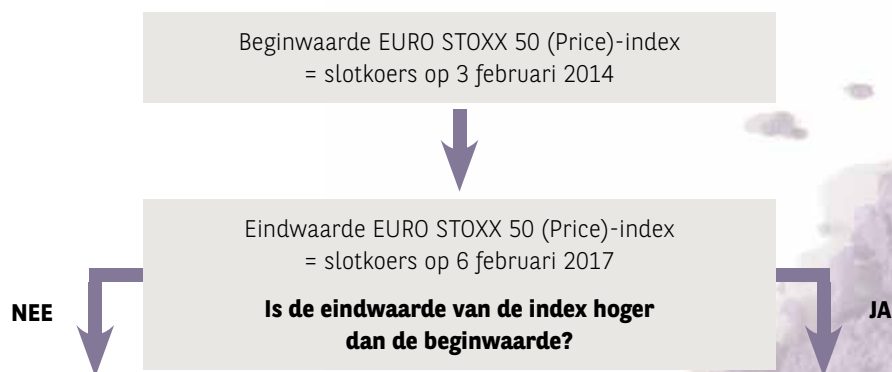 Beginwaarde EURO STOXX 50 (Price)-index
= slotkoers op 3 februari 2014
Eindwaarde EURO STOXX 50 (Price)-index
= slotkoers op 6 februari 2017
Is de eindwaarde van de index hoger
dan de beginwaarde?
NEE
JA